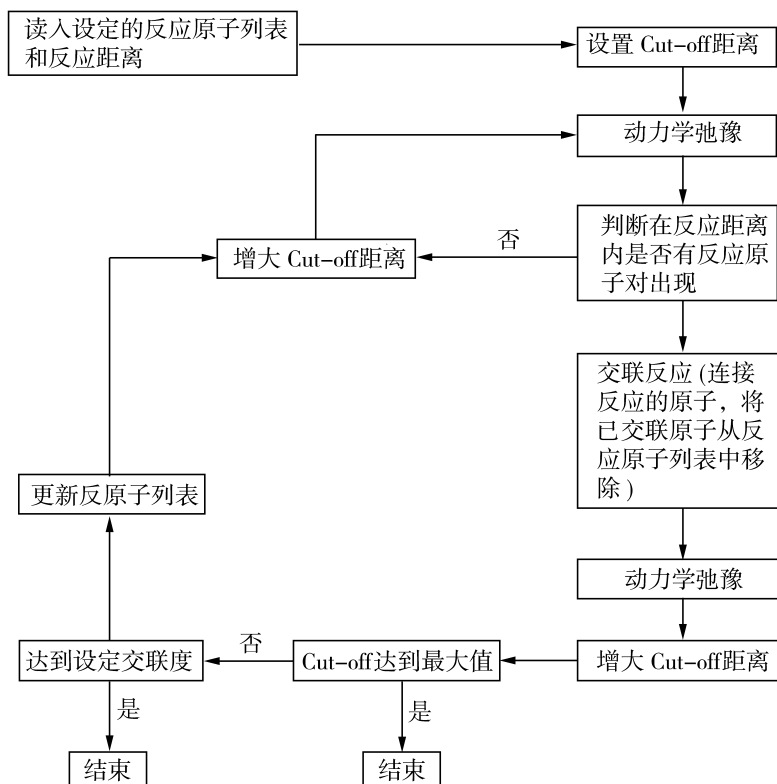 读入设定的反应原子列表
和反应距离
设置 Cut-off距离
动力学弛豫
判断在反应距离
内是否有反应原
子对出现
否
增大 Cut-off距离
交联反应 (连接
反应的原子，将
已交联原子从反
应原子列表中移
除 )
更新反原子列表
动力学弛豫
增大 Cut-off距离
Cut-off达到最大值
否
达到设定交联度
是
是
结束
结束